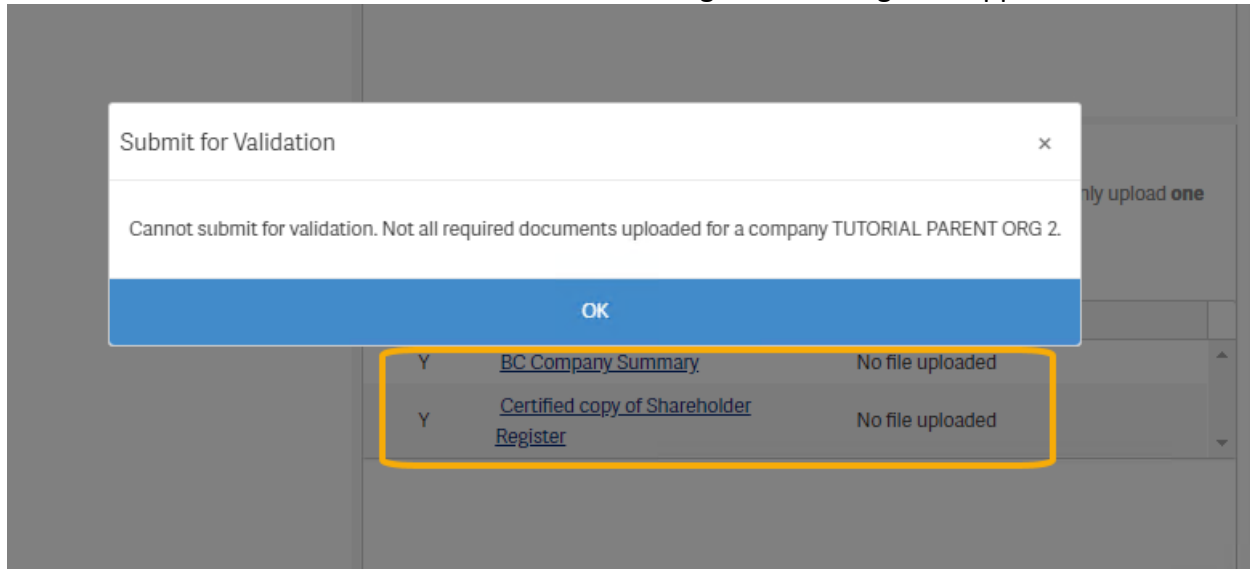 Submit for Validation ×
nly upload one
Cannot submit for validation. Not all required documents uploaded for a company TUTORIAL PARENT ORG 2.
OK
Y BC Company Summary No file uploaded
Certified copy of Shareholder
Y No file uploaded
Register